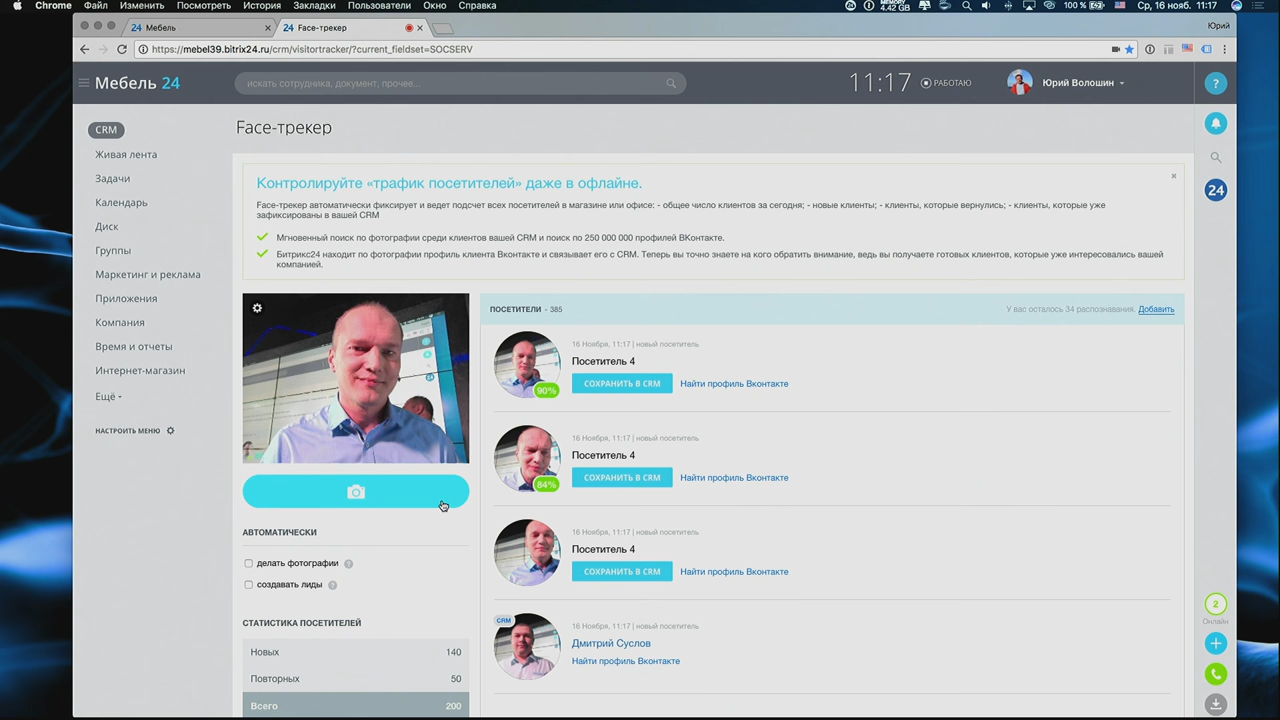 Chrome Файл Изменить Посмотреть История Закладки Пользователи Окно Справка
MEMORY
4.42 GB
100 %
Ср, 16 нояб. 11:17
24 Мебель
24 Face-трекер
Юрий
https://mebel39.bitrix24.ru/crm/visitortracker/?current_fieldset=SOCSERV
Мебель 24
искать сотрудника, документ, прочее...
11:17
РАБОТАЮ
Юрий Волошин
?
CRM
Живая лента
Задачи
Календарь
Диск
Группы
Маркетинг и реклама
Приложения
Компания
Время и отчеты
Интернет-магазин
Ещё
НАСТРОИТЬ МЕНЮ
Face-трекер
Контролируйте «трафик посетителей» даже в офлайне.
Face-трекер автоматически фиксирует и ведет подсчет всех посетителей в магазине или офисе: - общее число клиентов за сегодня; - новые клиенты; - клиенты, которые вернулись; - клиенты, которые уже
зафиксированы в вашей CRM
Мгновенный поиск по фотографии среди клиентов вашей CRM и поиск по 250 000 000 профилей ВКонтакте.
Битрикс24 находит по фотографии профиль клиента Вконтакте и связывает его с CRM. Теперь вы точно знаете на кого обратить внимание, ведь вы получаете готовых клиентов, которые уже интересовались вашей
компанией.
АВТОМАТИЧЕСКИ
делать фотографии ?
создавать лиды ?
СТАТИСТИКА ПОСЕТИТЕЛЕЙ
Новых 140
Повторных 50
Всего 200
ПОСЕТИТЕЛИ - 385
У вас осталось 34 распознавания. Добавить
16 Ноября, 11:17 | новый посетитель
Посетитель 4
90%
СОХРАНИТЬ В CRM Найти профиль Вконтакте
16 Ноября, 11:17 | новый посетитель
Посетитель 4
84%
СОХРАНИТЬ В CRM Найти профиль Вконтакте
16 Ноября, 11:17 | новый посетитель
Посетитель 4
СОХРАНИТЬ В CRM Найти профиль Вконтакте
CRM
16 Ноября, 11:17 | новый посетитель
Дмитрий Суслов
Найти профиль Вконтакте
24
2
Онлайн